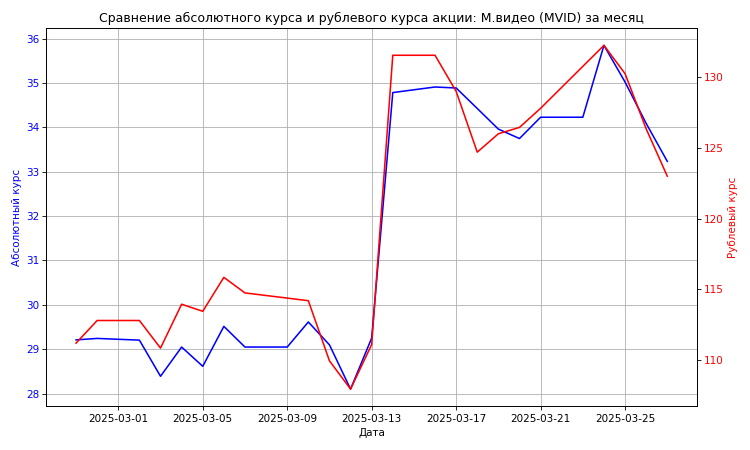 Сравнение абсолютного курса и рублевого курса акции: М.видео (MVID) за месяц
36
35
34
33
32
31
30
29
28
Абсолютный курс
130
125
120
115
110
Рублевый курс
2025-03-01 2025-03-05 2025-03-09 2025-03-13 2025-03-17 2025-03-21 2025-03-25
Дата